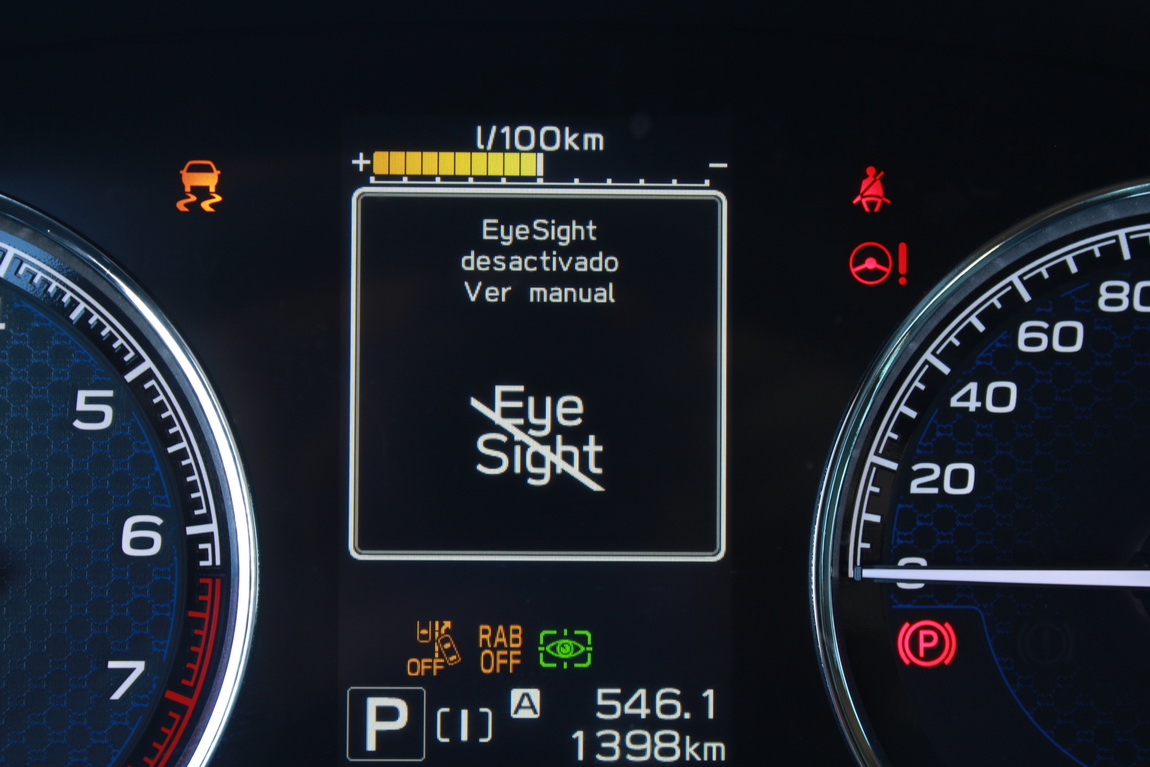 l/100km
+ −
EyeSight
desactivado
Ver manual
Eye
Sight
OFF
RAB
OFF
P [I] A 546.1
1398km
5
6
7
80
60
40
20
0
P